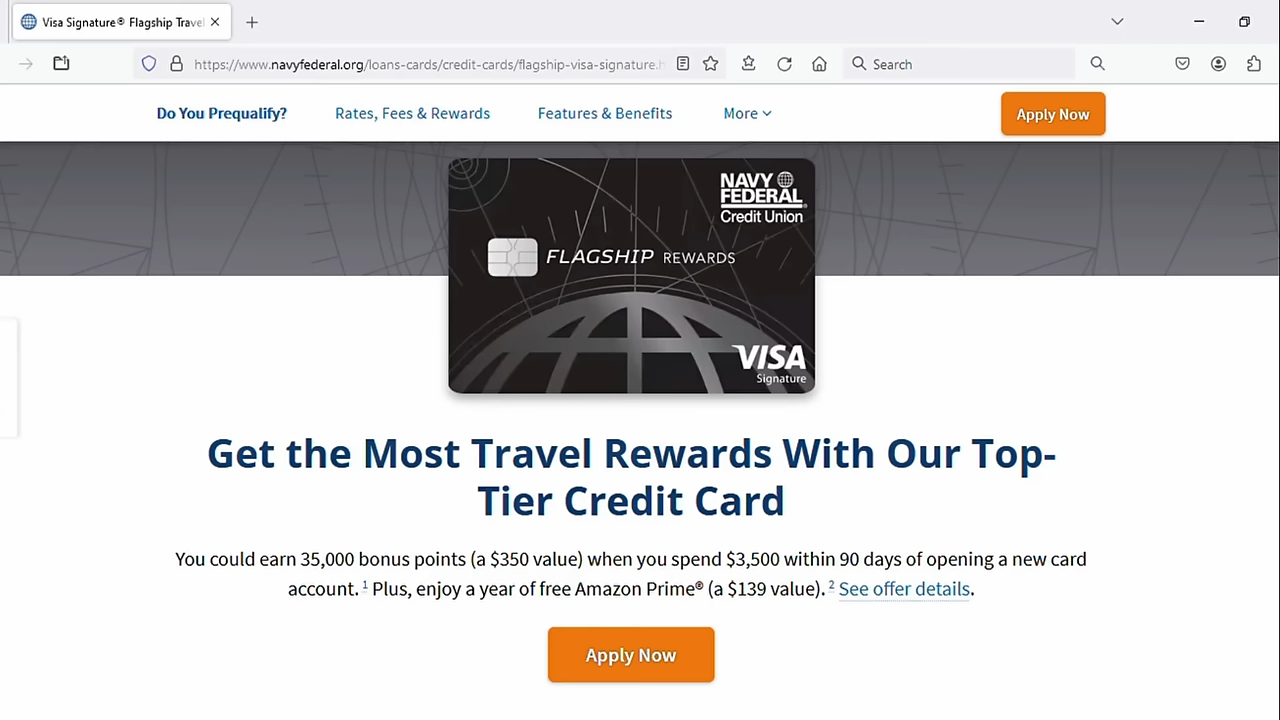 Visa Signature® Flagship Trave
https://www.navyfederal.org/loans-cards/credit-cards/flagship-visa-signature.h
Search
Do You Prequalify?
Rates, Fees & Rewards
Features & Benefits
More
Apply Now
NAVY
FEDERAL®
Credit Union
FLAGSHIP REWARDS
VISA
Signature
Get the Most Travel Rewards With Our Top-
Tier Credit Card
You could earn 35,000 bonus points (a $350 value) when you spend $3,500 within 90 days of opening a new card
account. 1 Plus, enjoy a year of free Amazon Prime® (a $139 value). 2 See offer details.
Apply Now